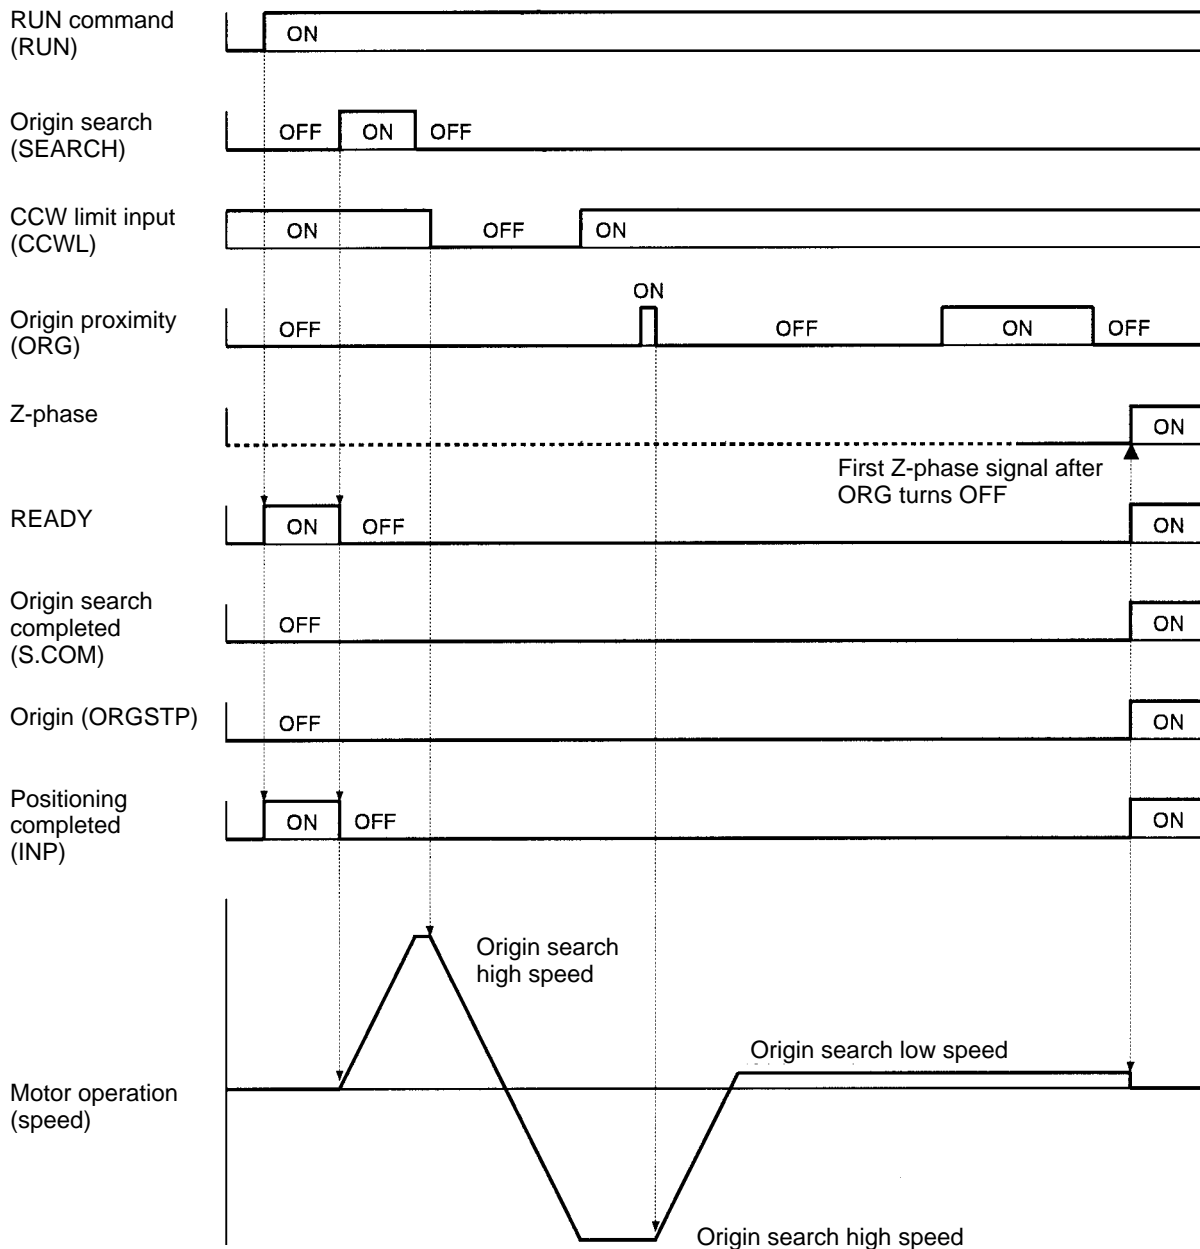 RUN command
(RUN)
ON
Origin search
(SEARCH)
OFF ON OFF
CCW limit input
(CCWL)
ON OFF ON
Origin proximity
(ORG)
OFF ON OFF ON OFF
Z-phase
ON
First Z-phase signal after
ORG turns OFF
READY
ON OFF ON
Origin search
completed
(S.COM)
OFF ON
Origin (ORGSTP)
OFF ON
Positioning
completed
(INP)
ON OFF ON
Origin search
high speed
Origin search low speed
Motor operation
(speed)
Origin search high speed